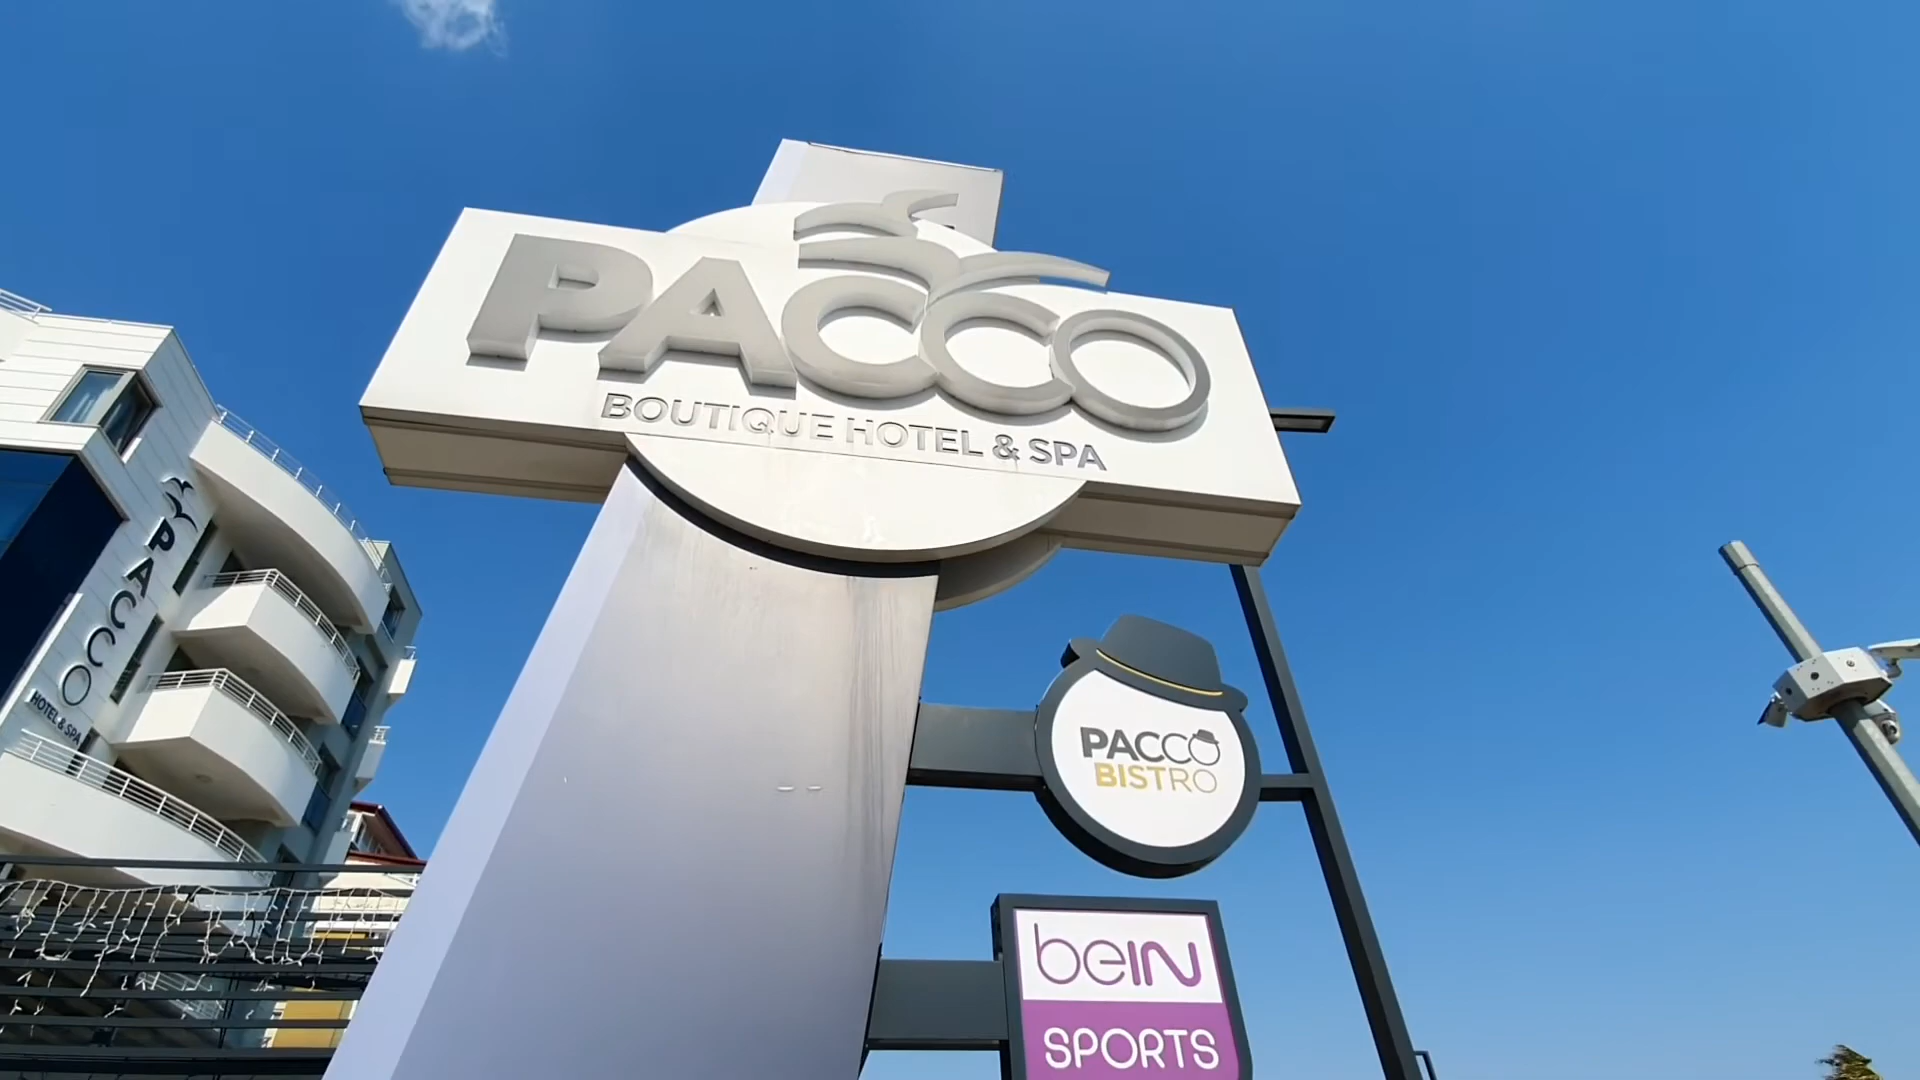 PACCO
BOUTIQUE HOTEL & SPA
PACCO
HOTEL & SPA
PACCO
BISTRO
beIN
SPORTS